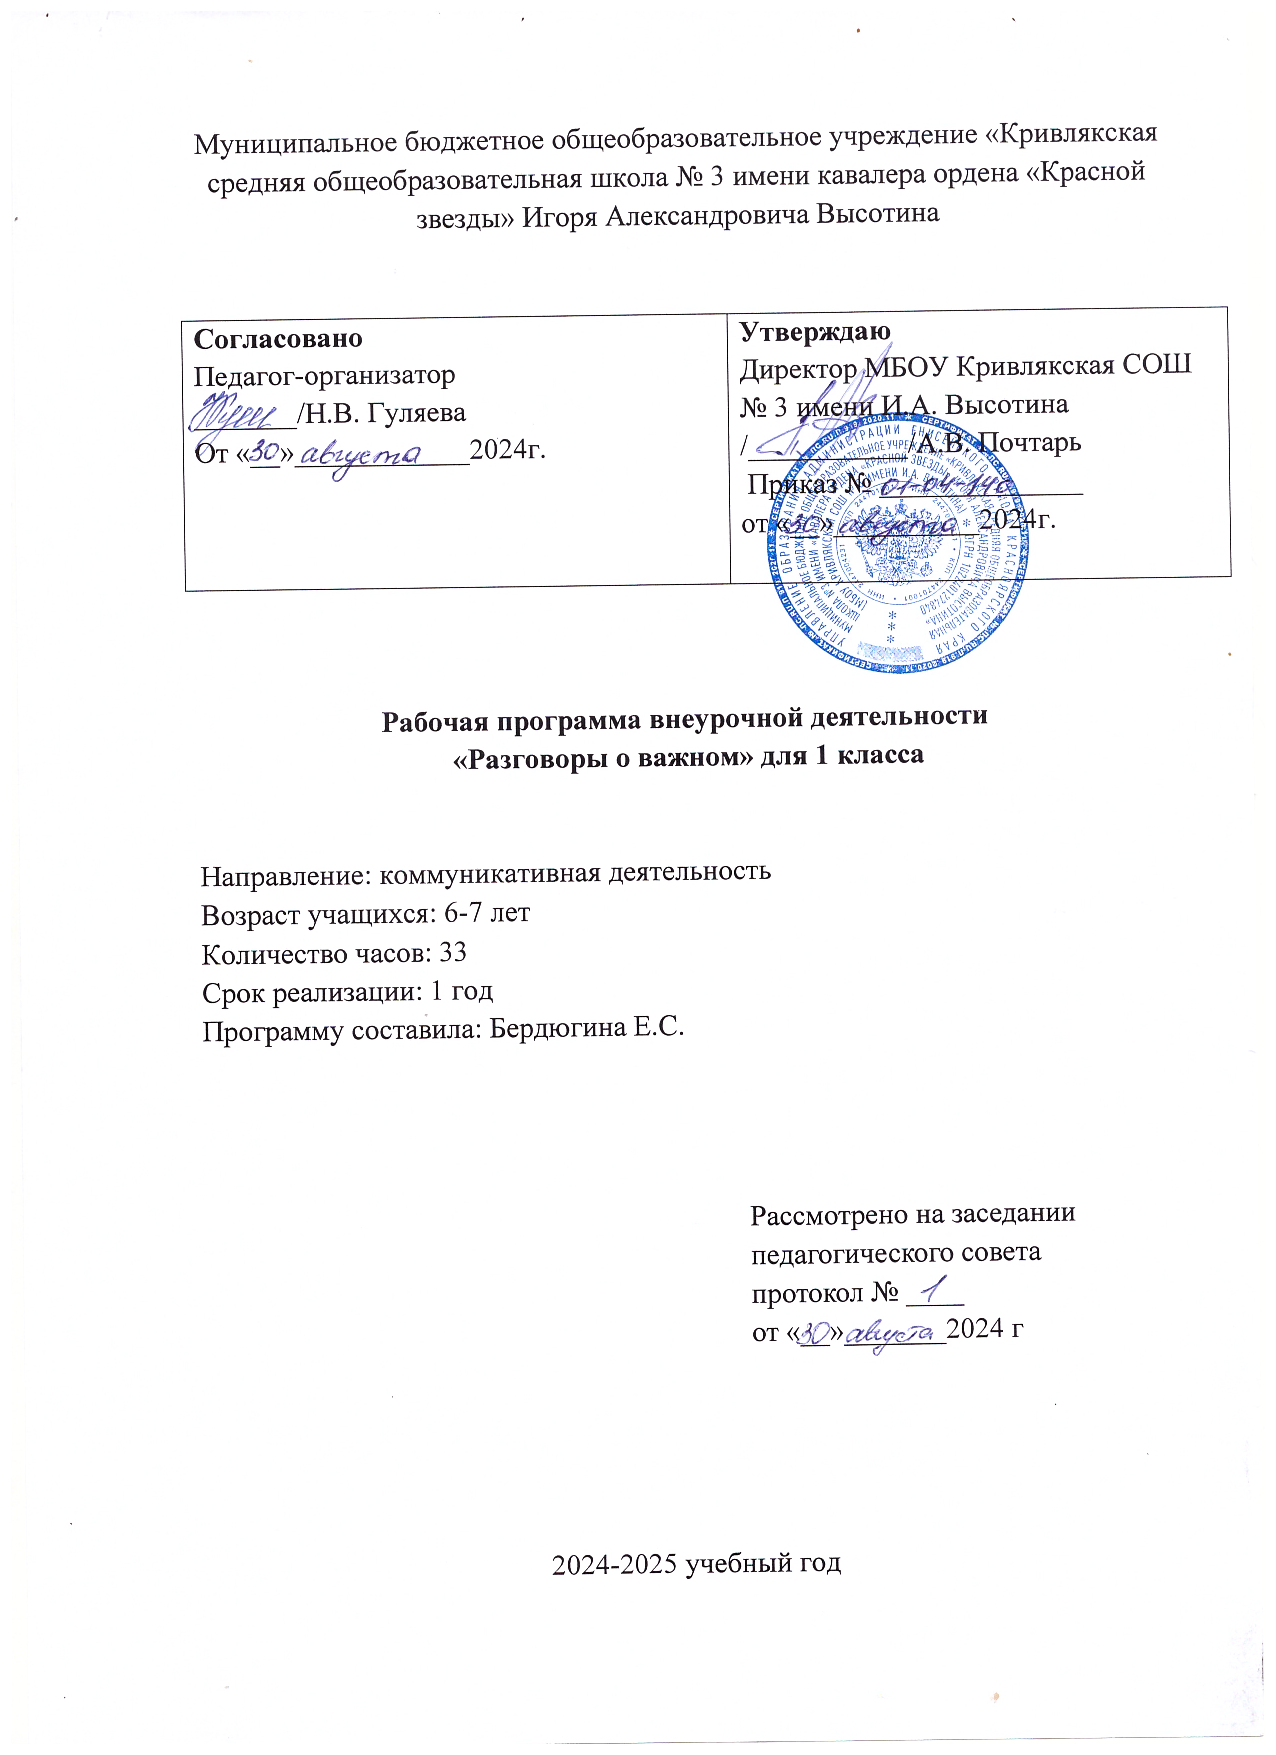 Муниципальное бюджетное общеобразовательное учреждение «Кривлякская
средняя общеобразовательная школа № 3 имени кавалера ордена «Красной
звезды» Игоря Александровича Высотина
Согласовано
Педагог-организатор
/Н.В. Гуляева
От «30» августа 2024г.
Утверждаю
Директор МБОУ Кривлякская СОШ
№ 3 имени И.А. Высотина
/ /А.В. Почтарь
Приказ № 01-04-140
от «30» августа 2024г.
Рабочая программа внеурочной деятельности
«Разговоры о важном» для 1 класса
Направление: коммуникативная деятельность
Возраст учащихся: 6-7 лет
Количество часов: 33
Срок реализации: 1 год
Программу составила: Бердюгина Е.С.
Рассмотрено на заседании
педагогического совета
протокол № 1
от «30» августа 2024 г
2024-2025 учебный год